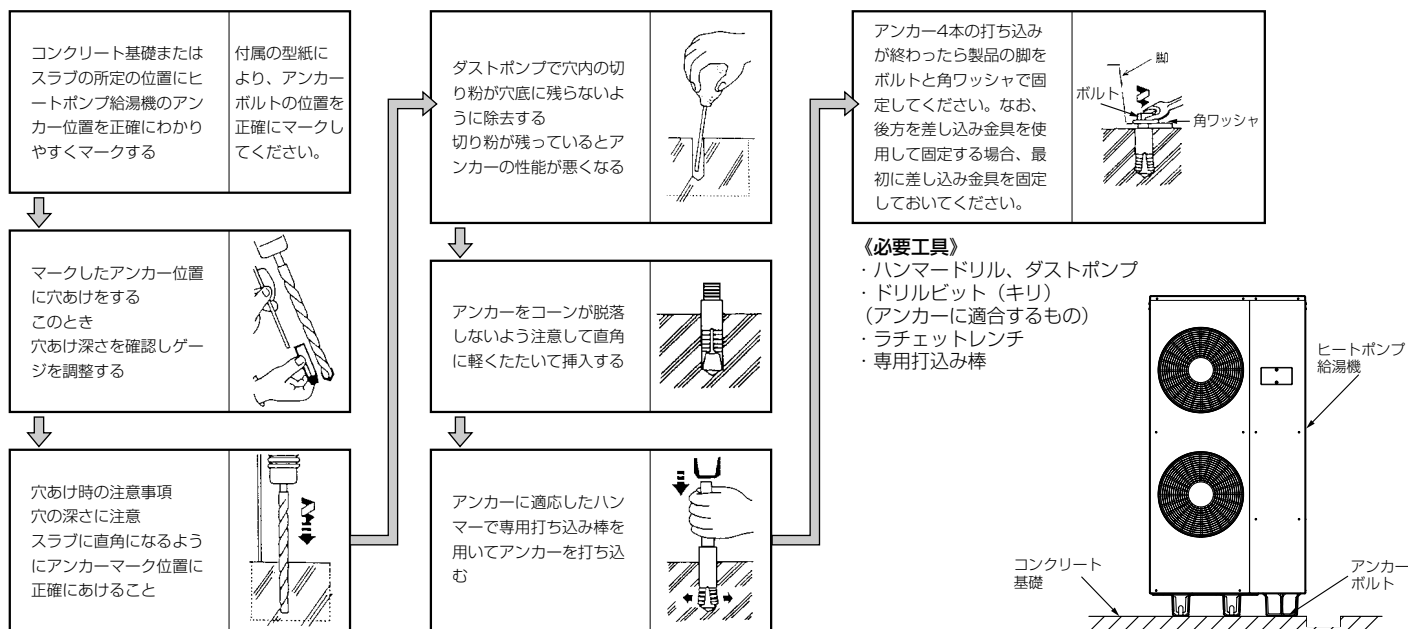 コンクリート基礎または
スラブの所定の位置にヒ
ートポンプ給湯機のアン
カー位置を正確にわかり
やすくマークする
付属の型紙に
より、アンカー
ボルトの位置を
正確にマークし
てください。
マークしたアンカー位置
に穴あけをする
このとき
穴あけ深さを確認しゲー
ジを調整する
穴あけ時の注意事項
穴の深さに注意
スラブに直角になるよう
にアンカーマーク位置に
正確にあけること
ダストポンプで穴内の切
り粉が穴底に残らないよ
うに除去する
切り粉が残っているとア
ンカーの性能が悪くなる
アンカーをコーンが脱落
しないよう注意して直角
に軽くたたいて挿入する
アンカーに適応したハン
マーで専用打ち込み棒を
用いてアンカーを打ち込
む
アンカー4本の打ち込み
が終わったら製品の脚を
ボルトと角ワッシャで固
定してください。なお、
後方を差し込み金具を使
用して固定する場合、最
初に差し込み金具を固定
しておいてください。
脚
ボルト
角ワッシャ
《必要工具》
・ハンマードリル、ダストポンプ
・ドリルビット（キリ）
（アンカーに適合するもの）
・ラチェットレンチ
・専用打込み棒
ヒートポンプ
給湯機
コンクリート
基礎
アンカー
ボルト